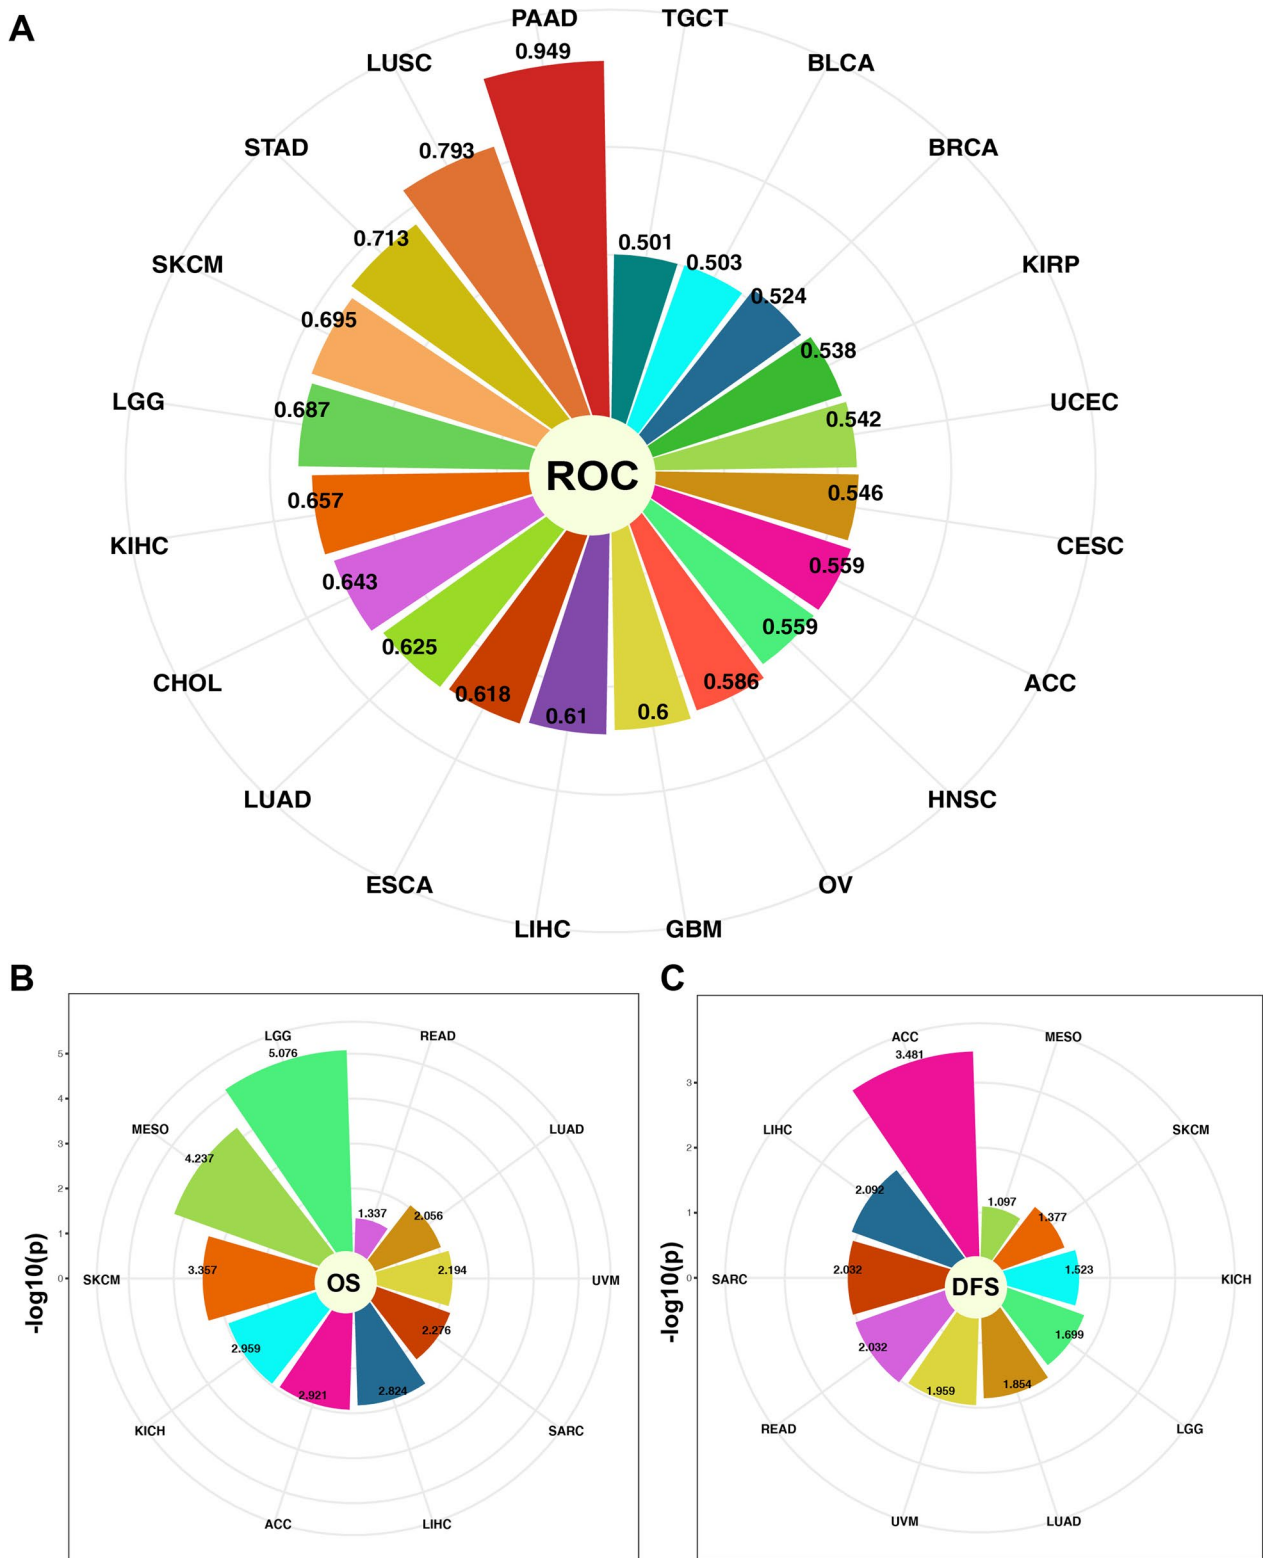 A
PAAD
TGCT
0.949
LUSC
BLCA
0.793
STAD
BRCA
0.713
0.501
0.503
SKCM
KIRP
0.695
0.524
0.538
LGG
0.687
0.542
UCEC
ROC
0.657
0.546
KIHC
CESC
0.643
0.559
CHOL
0.625
0.559
ACC
0.618
0.61
0.6
0.586
LUAD
HNSC
ESCA
OV
LIHC
GBM
B
LGG
READ
5.076
5
4
MESO
LUAD
3
4.237
2
1.337
2.056
1
-log10(p)
0
SKCM
3.357
OS
2.194
UVM
2.276
2.959
2.921
2.824
KICH
SARC
ACC
LIHC
C
ACC
MESO
3.481
3
LIHC
SKCM
2
2.092
1
1.097
1.377
-log10(p)
0
SARC
2.032
DFS
1.523
KICH
2.032
1.699
1.959
1.854
READ
LGG
UVM
LUAD